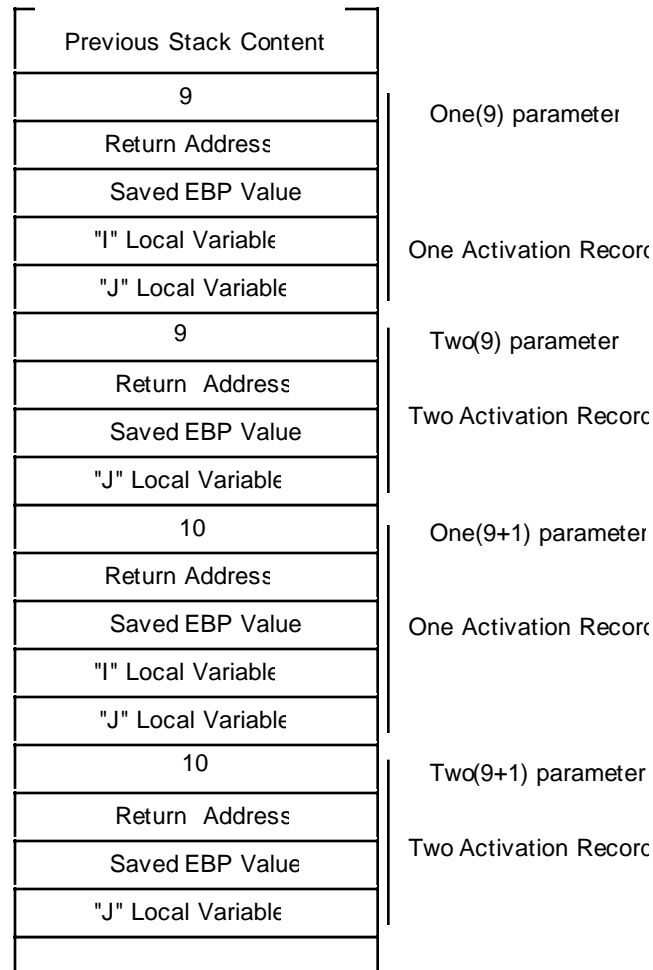 Previous Stack Content
9
One(9) parameter
Return Address
Saved EBP Value
"I" Local Variable
One Activation Record
"J" Local Variable
9
Two(9) parameter
Return Address
Two Activation Record
Saved EBP Value
"J" Local Variable
10
One(9+1) parameter
Return Address
Saved EBP Value
One Activation Record
"I" Local Variable
"J" Local Variable
10
Two(9+1) parameter
Return Address
Two Activation Record
Saved EBP Value
"J" Local Variable